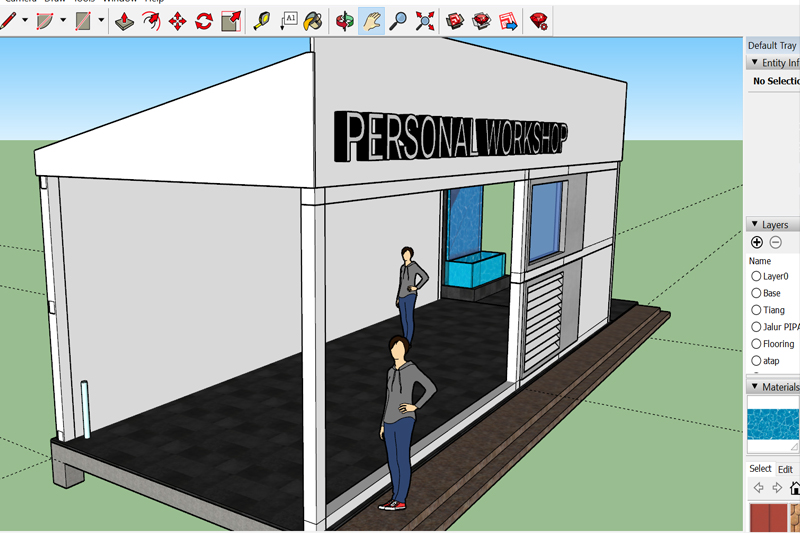 Camera Draw Tools Window Help
A1
Default Tray
Entity Inf
No Selectio
PERSONAL WORKSHOP
Layers
Name
Layer0
Base
Tiang
Jalur PIPA
Flooring
atap
Materials
Select Edit